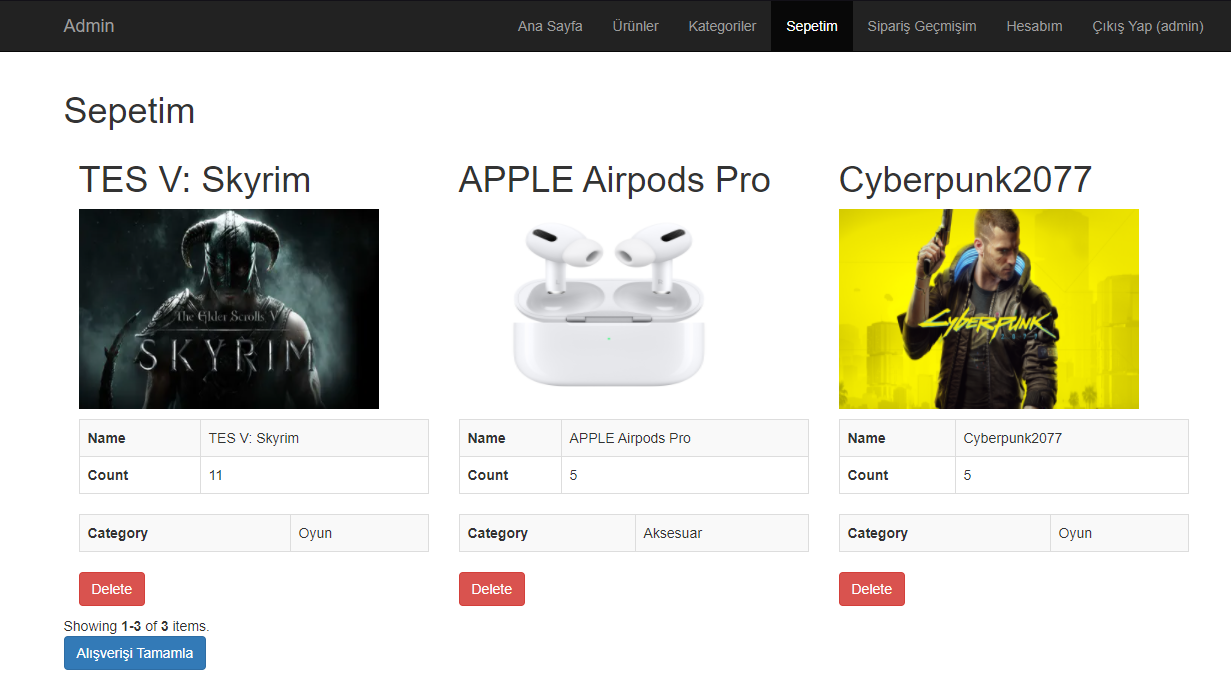 Admin
Ana Sayfa
Ürünler
Kategoriler
Sepetim
Sipariş Geçmişim
Hesabım
Çıkış Yap (admin)
Sepetim
TES V: Skyrim
The Elder Scrolls V
SKYRIM
Name TES V: Skyrim
Count 11
Category Oyun
Delete
APPLE Airpods Pro
Name APPLE Airpods Pro
Count 5
Category Aksesuar
Delete
Cyberpunk2077
CYBERPUNK
Name Cyberpunk2077
Count 5
Category Oyun
Delete
Showing 1-3 of 3 items.
Alışverişi Tamamla